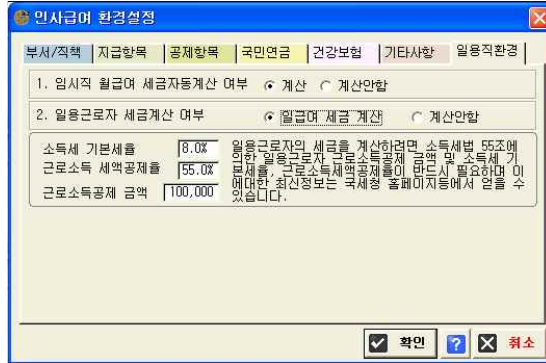 인사급여 환경설정
부서/직책 지급항목 공제항목 국민연금 건강보험 기타사항 일용직환경
1. 임시직 월급여 세금자동계산 여부 계산 계산안함
2. 일용근로자 세금계산 여부 일급여 세금 계산 계산안함
소득세 기본세율 8.0%
근로소득 세액공제율 55.0%
근로소득공제 금액 100,000
일용근로자의 세금을 계산하려면 소득세법 55조에
의한 일용근로자 근로소득공제 금액 및 소득세 기
본세율, 근로소득세액공제율이 반드시 필요하며 이
에대한 최신정보는 국세청 홈페이지등에서 얻을 수
있습니다.
확인 ? 취소